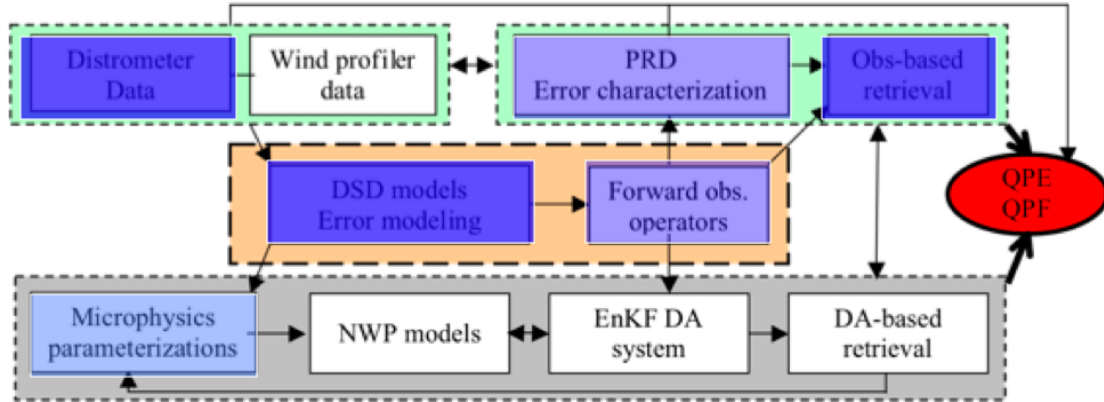 Distrometer
Data
Wind profiler
data
PRD
Error characterization
Obs-based
retrieval
DSD models
Error modeling
Forward obs.
operators
QPE
QPF
Microphysics
parameterizations
NWP models
EnKF DA
system
DA-based
retrieval